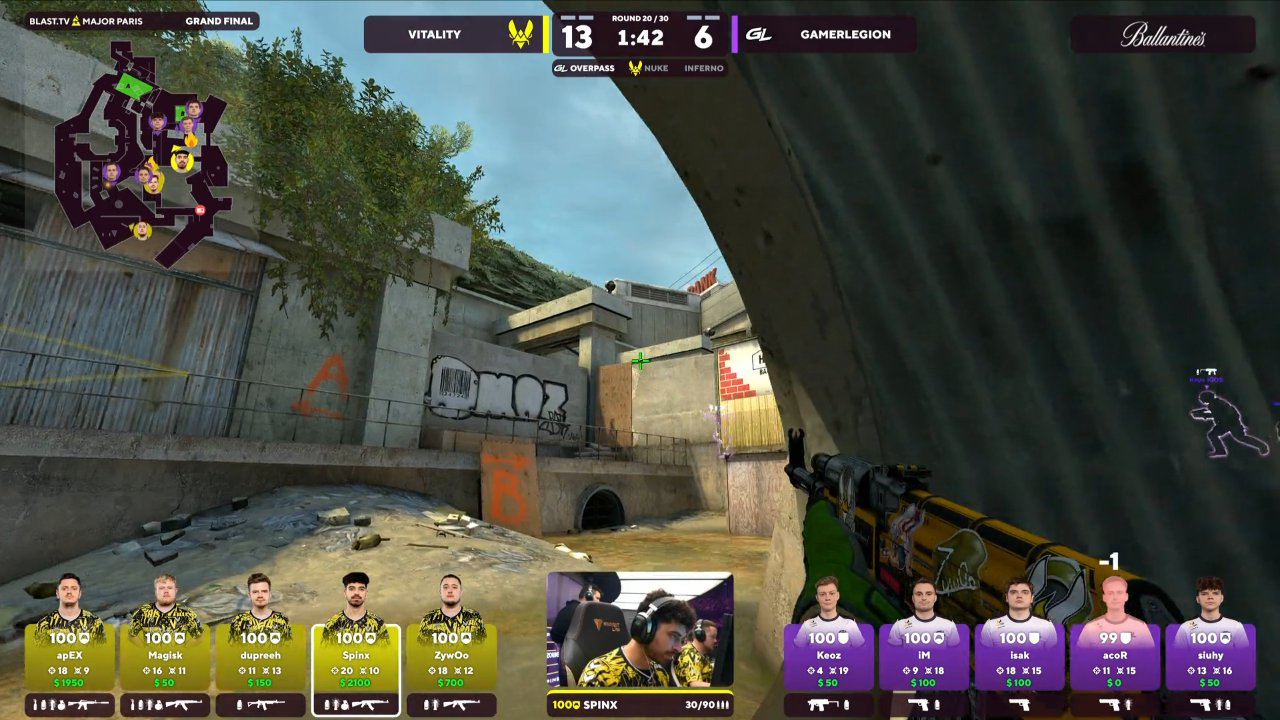 BLAST.TV MAJOR PARIS GRAND FINAL
VITALITY 13 ROUND 20 / 30 1:42 6 GL GAMERLEGION
Ballantine's
GL OVERPASS NUKE INFERNO
BANK
A
B
-1
100 100 100 100 100
apEX Magisk dupreeh Spinx ZywOo
18 9 16 11 11 13 20 10 18 12
$1950 $50 $150 $2100 $700
100 SPINX 30/90
100 100 100 99 100
Keoz iM isak acoR siuhy
4 19 9 18 18 15 11 15 13 16
$50 $100 $100 $0 $50